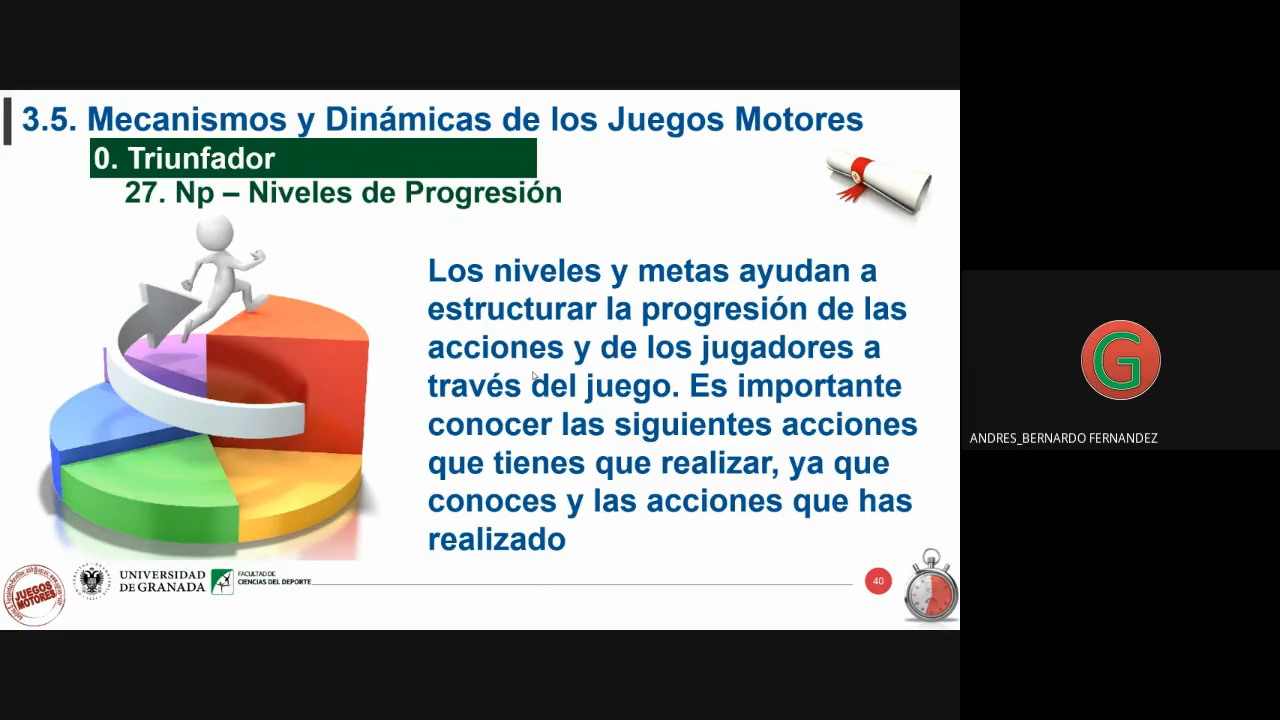 3.5. Mecanismos y Dinámicas de los Juegos Motores
0. Triunfador
27. Np – Niveles de Progresión
Los niveles y metas ayudan a
estructurar la progresión de las
acciones y de los jugadores a
través del juego. Es importante
conocer las siguientes acciones
que tienes que realizar, ya que
conoces y las acciones que has
realizado
JUEGOS
MOTORES
UNIVERSIDAD
DE GRANADA
FACULTAD DE
CIENCIAS DEL DEPORTE
40
G
ANDRES_BERNARDO FERNANDEZ